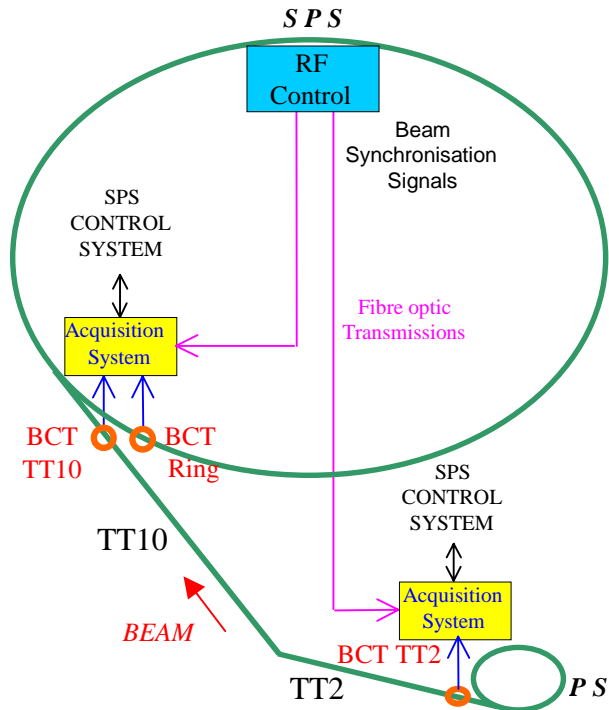 S P S
RF
Control
Beam
Synchronisation
Signals
SPS
CONTROL
SYSTEM
Fibre optic
Transmissions
Acquisition
System
BCT
TT10
BCT
Ring
SPS
CONTROL
SYSTEM
TT10
Acquisition
System
BEAM
BCT TT2
TT2
P S